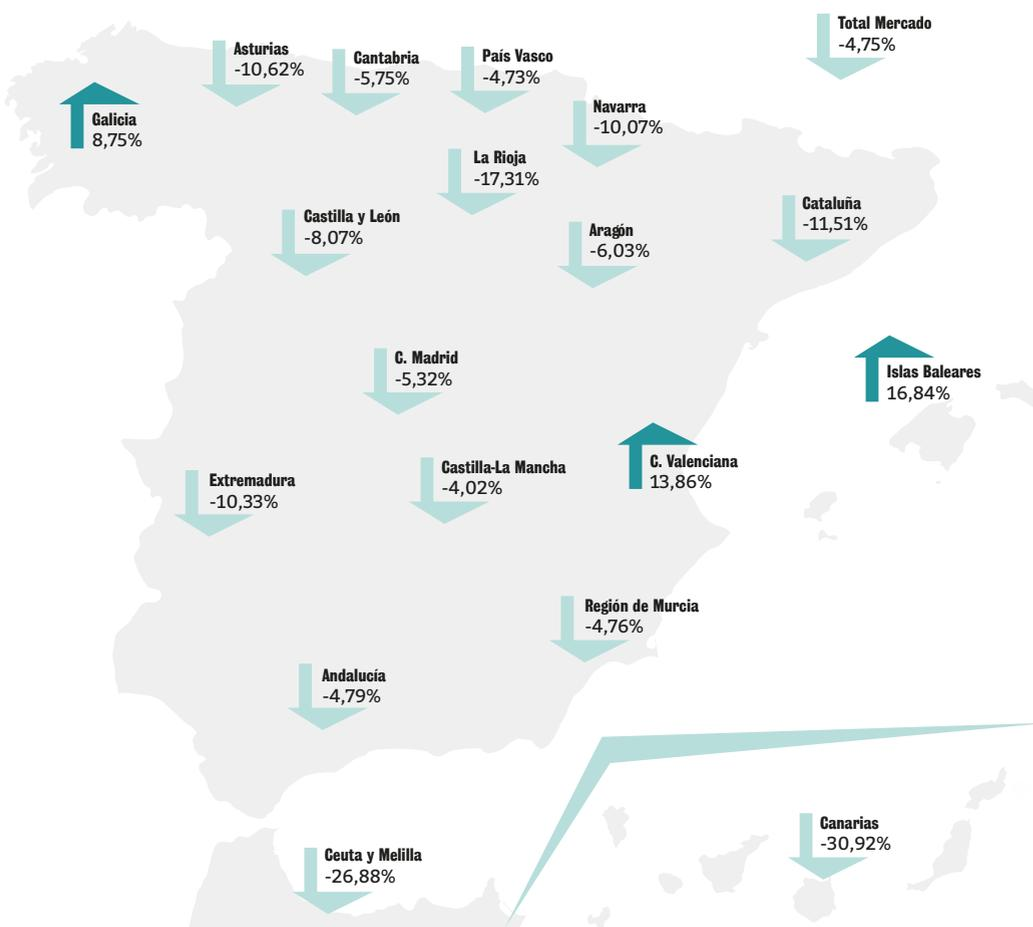 Total Mercado
-4,75%
Asturias
-10,62%
Cantabria
-5,75%
País Vasco
-4,73%
Navarra
-10,07%
Galicia
8,75%
La Rioja
-17,31%
Castilla y León
-8,07%
Aragón
-6,03%
Cataluña
-11,51%
C. Madrid
-5,32%
Islas Baleares
16,84%
C. Valenciana
13,86%
Castilla-La Mancha
-4,02%
Extremadura
-10,33%
Región de Murcia
-4,76%
Andalucía
-4,79%
Canarias
-30,92%
Ceuta y Melilla
-26,88%